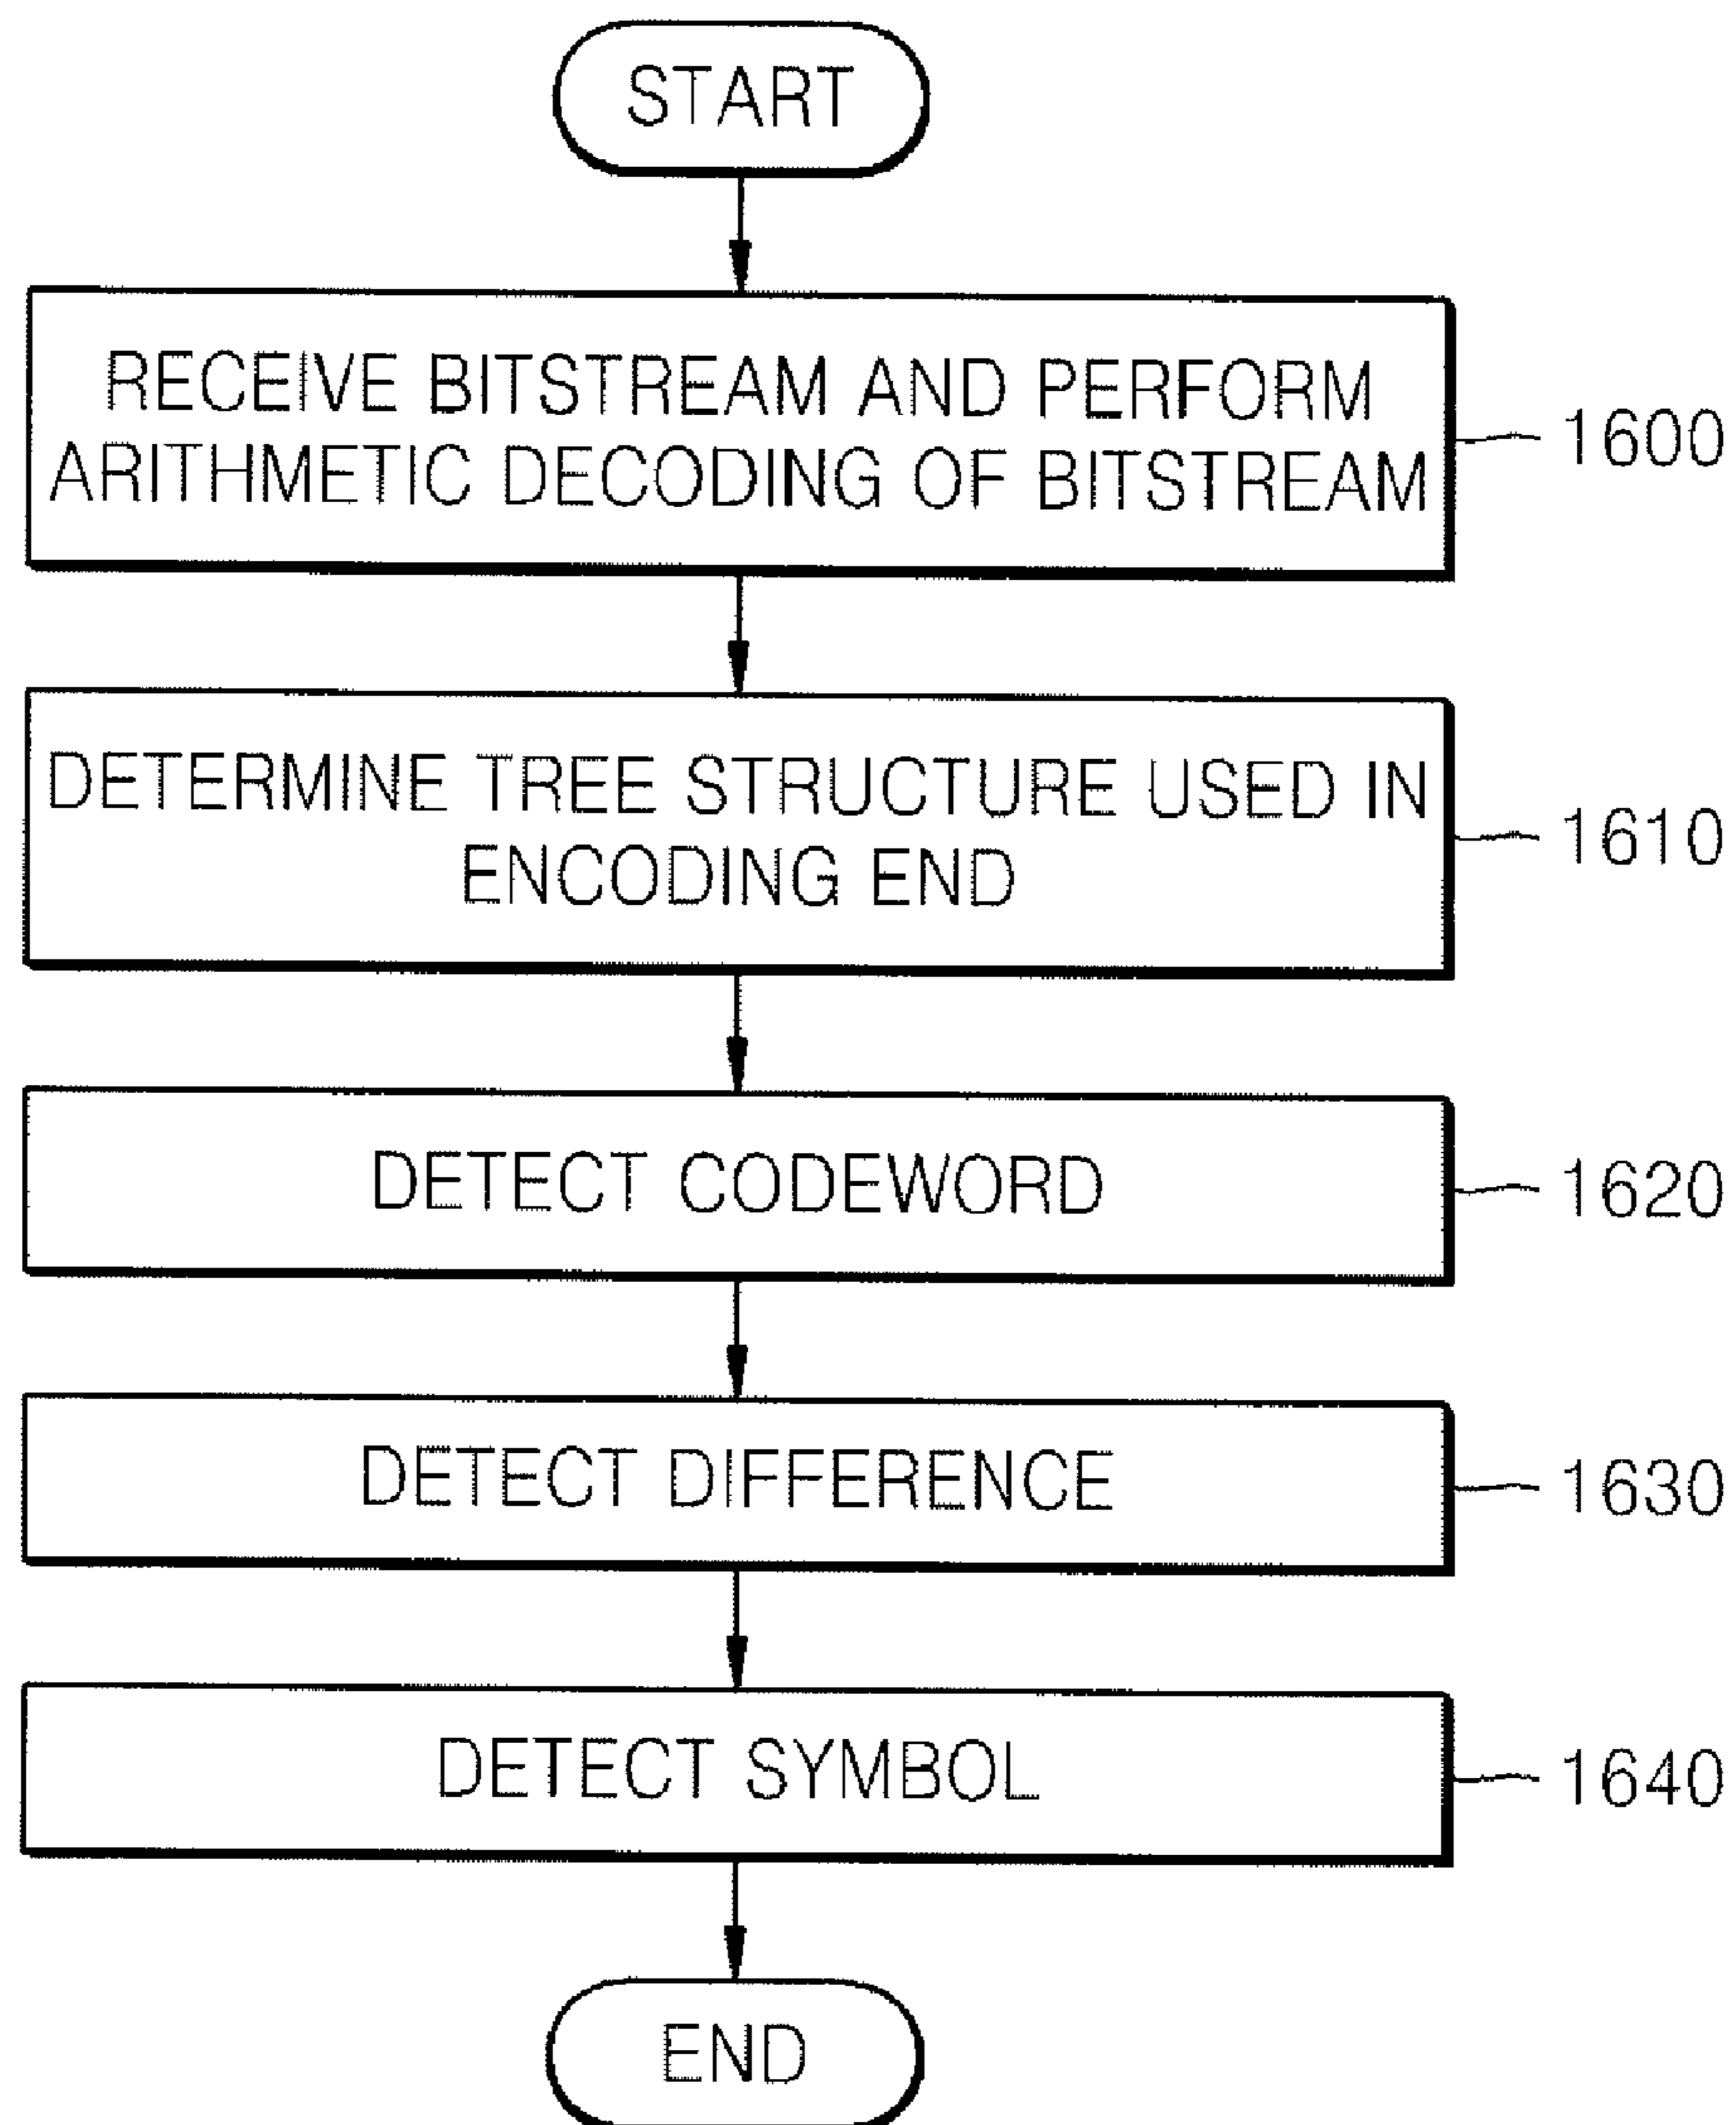 START
RECEIVE BITSTREAM AND PERFORM
ARITHMETIC DECODING OF BITSTREAM
1600
DETERMINE TREE STRUCTURE USED IN
ENCODING END
1610
DETECT CODEWORD
1620
DETECT DIFFERENCE
1630
DETECT SYMBOL
1640
END